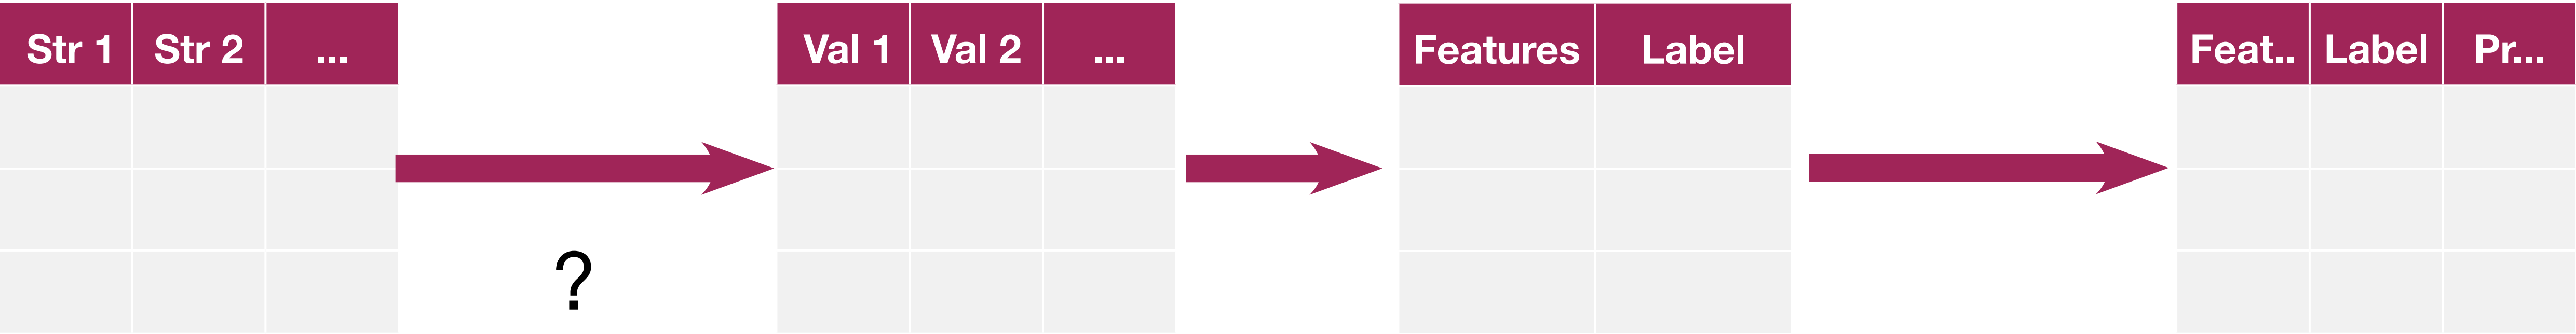 Str 1 Str 2 ...
Val 1 Val 2 ...
Features Label
Feat.. Label Pr...
?